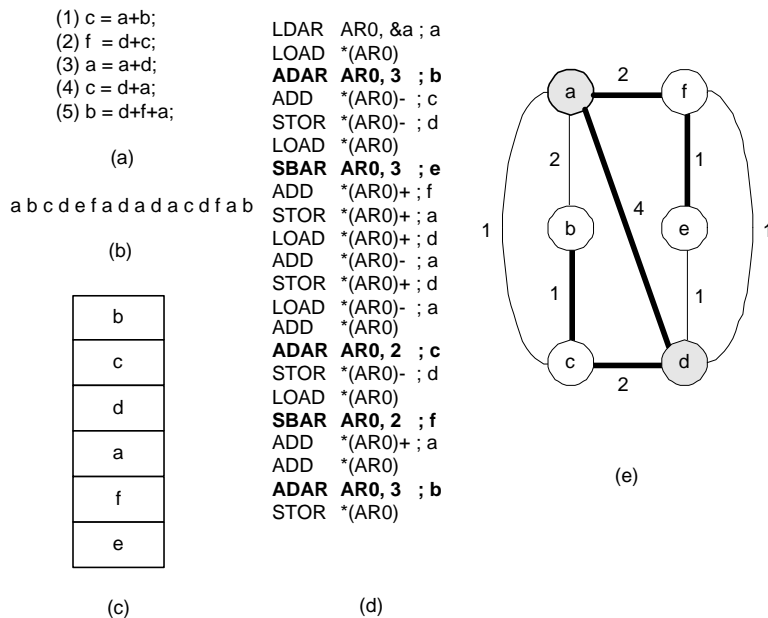 (1) c = a+b;
(2) f = d+c;
(3) a = a+d;
(4) c = d+a;
(5) b = d+f+a;
(a)
a b c d e f a d a d a c d f a b
(b)
b
c
d
a
f
e
(c)
LDAR AR0, &a ; a
LOAD *(AR0)
ADAR AR0, 3 ; b
ADD *(AR0)- ; c
STOR *(AR0)- ; d
LOAD *(AR0)
SBAR AR0, 3 ; e
ADD *(AR0)+ ; f
STOR *(AR0)+ ; a
LOAD *(AR0)+ ; d
ADD *(AR0)- ; a
STOR *(AR0)+ ; d
LOAD *(AR0)- ; a
ADD *(AR0)
ADAR AR0, 2 ; c
STOR *(AR0)- ; d
LOAD *(AR0)
SBAR AR0, 2 ; f
ADD *(AR0)+ ; a
ADD *(AR0)
ADAR AR0, 3 ; b
STOR *(AR0)
(d)
2
a f
2 1
4
1 b e 1
1 1
c d
2
(e)